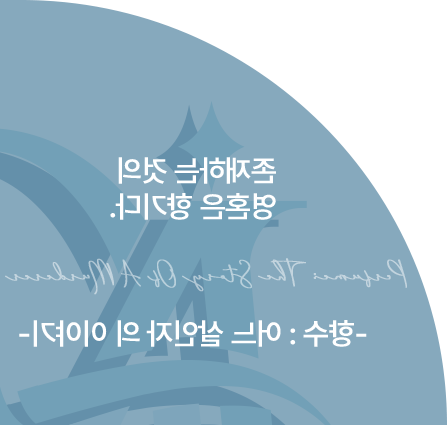 존재하는 것의
영혼은 향기다.
Perfume: The Story Of A Murderer
-향수 : 어느 살인자의 이야기-